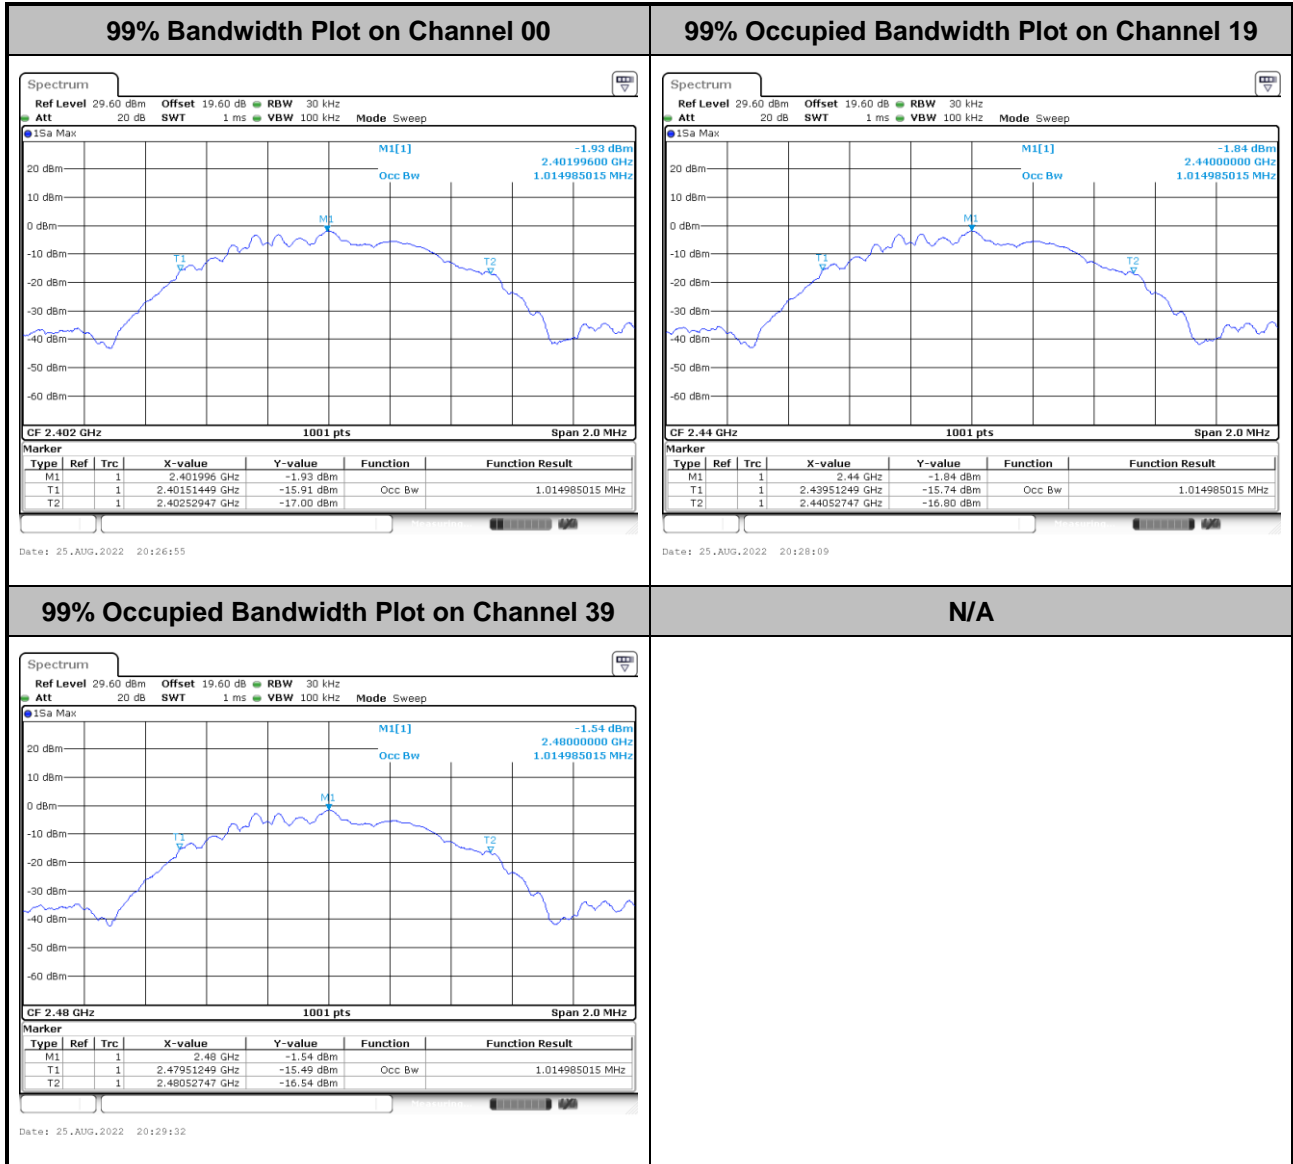 99% Bandwidth Plot on Channel 00
Spectrum
Ref Level 29.60 dBm Offset 19.60 dB RBW 30 kHz
Att 20 dB SWT 1 ms VBW 100 kHz Mode Sweep
1Sa Max
M1[1] -1.93 dBm
2.40199600 GHz
Occ Bw 1.014985015 MHz
20 dBm
10 dBm
0 dBm
-10 dBm
-20 dBm
-30 dBm
-40 dBm
-50 dBm
-60 dBm
M1
T1
T2
CF 2.402 GHz 1001 pts Span 2.0 MHz
Marker
Type Ref Trc X-value Y-value Function Function Result
M1 1 2.401996 GHz -1.93 dBm
T1 1 2.40151449 GHz -15.91 dBm Occ Bw 1.014985015 MHz
T2 1 2.40252947 GHz -17.00 dBm
Measuring...
Date: 25.AUG.2022 20:26:55
99% Occupied Bandwidth Plot on Channel 19
Spectrum
Ref Level 29.60 dBm Offset 19.60 dB RBW 30 kHz
Att 20 dB SWT 1 ms VBW 100 kHz Mode Sweep
1Sa Max
M1[1] -1.84 dBm
2.44000000 GHz
Occ Bw 1.014985015 MHz
20 dBm
10 dBm
0 dBm
-10 dBm
-20 dBm
-30 dBm
-40 dBm
-50 dBm
-60 dBm
M1
T1
T2
CF 2.44 GHz 1001 pts Span 2.0 MHz
Marker
Type Ref Trc X-value Y-value Function Function Result
M1 1 2.44 GHz -1.84 dBm
T1 1 2.43951249 GHz -15.74 dBm Occ Bw 1.014985015 MHz
T2 1 2.44052747 GHz -16.80 dBm
Measuring...
Date: 25.AUG.2022 20:28:09
99% Occupied Bandwidth Plot on Channel 39
N/A
Spectrum
Ref Level 29.60 dBm Offset 19.60 dB RBW 30 kHz
Att 20 dB SWT 1 ms VBW 100 kHz Mode Sweep
1Sa Max
M1[1] -1.54 dBm
2.48000000 GHz
Occ Bw 1.014985015 MHz
20 dBm
10 dBm
0 dBm
-10 dBm
-20 dBm
-30 dBm
-40 dBm
-50 dBm
-60 dBm
M1
T1
T2
CF 2.48 GHz 1001 pts Span 2.0 MHz
Marker
Type Ref Trc X-value Y-value Function Function Result
M1 1 2.48 GHz -1.54 dBm
T1 1 2.47951249 GHz -15.49 dBm Occ Bw 1.014985015 MHz
T2 1 2.48052747 GHz -16.54 dBm
Measuring...
Date: 25.AUG.2022 20:29:32